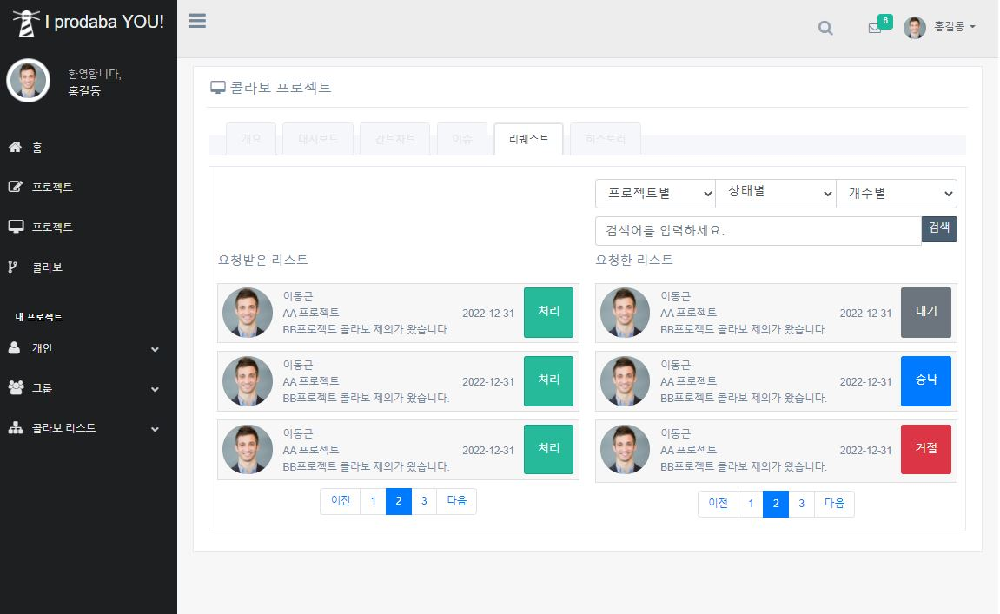 I prodaba YOU!
6
홍길동
환영합니다,
홍길동
홈
프로젝트
프로젝트
콜라보
내 프로젝트
개인
그룹
콜라보 리스트
콜라보 프로젝트
개요 대시보드 간트차트 이슈 리퀘스트 히스토리
프로젝트별 상태별 개수별
검색어를 입력하세요. 검색
요청받은 리스트
이동근
AA 프로젝트 2022-12-31 처리
BB프로젝트 콜라보 제의가 왔습니다.
이동근
AA 프로젝트 2022-12-31 처리
BB프로젝트 콜라보 제의가 왔습니다.
이동근
AA 프로젝트 2022-12-31 처리
BB프로젝트 콜라보 제의가 왔습니다.
이전 1 2 3 다음
요청한 리스트
이동근
AA 프로젝트 2022-12-31 대기
BB프로젝트 콜라보 제의가 왔습니다.
이동근
AA 프로젝트 2022-12-31 승낙
BB프로젝트 콜라보 제의가 왔습니다.
이동근
AA 프로젝트 2022-12-31 거절
BB프로젝트 콜라보 제의가 왔습니다.
이전 1 2 3 다음